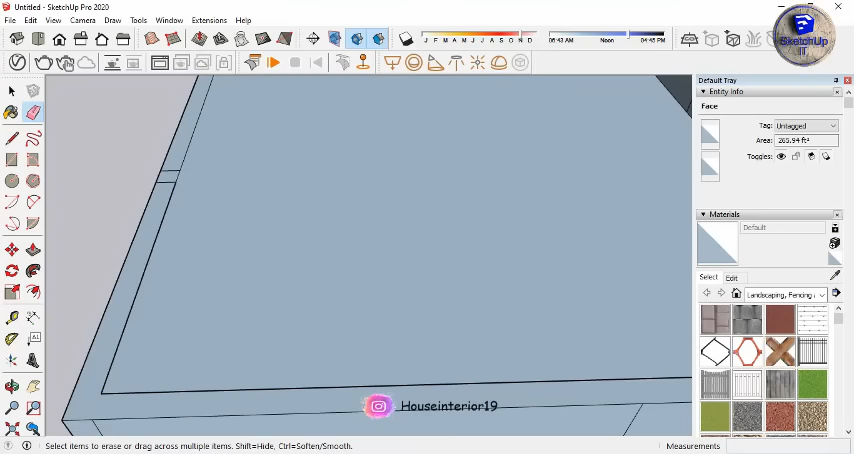 Untitled - SketchUp Pro 2020
File Edit View Camera Draw Tools Window Extensions Help
J F M A M J J A S O N D
06:43 AM Noon 04:45 PM
SketchUp IT
Default Tray
Entity Info
Face
Tag: Untagged
Area: 265.94 ft²
Toggles:
Materials
Default
Select Edit
Landscaping, Fencing
A1
Houseinterior19
Select items to erase or drag across multiple items. Shift=Hide, Ctrl=Soften/Smooth.
Measurements